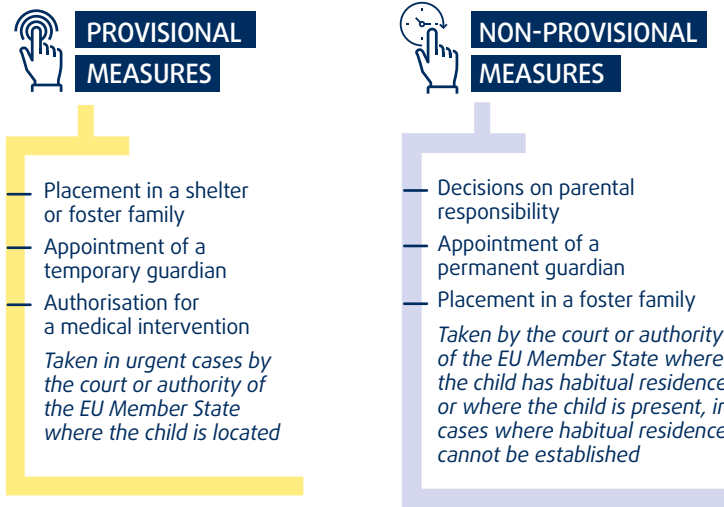 PROVISIONAL
MEASURES
Placement in a shelter
or foster family
Appointment of a
temporary guardian
Authorisation for
a medical intervention
Taken in urgent cases by
the court or authority of
the EU Member State
where the child is located
NON-PROVISIONAL
MEASURES
Decisions on parental
responsibility
Appointment of a
permanent guardian
Placement in a foster family
Taken by the court or authority
of the EU Member State where
the child has habitual residence
or where the child is present, in
cases where habitual residence
cannot be established